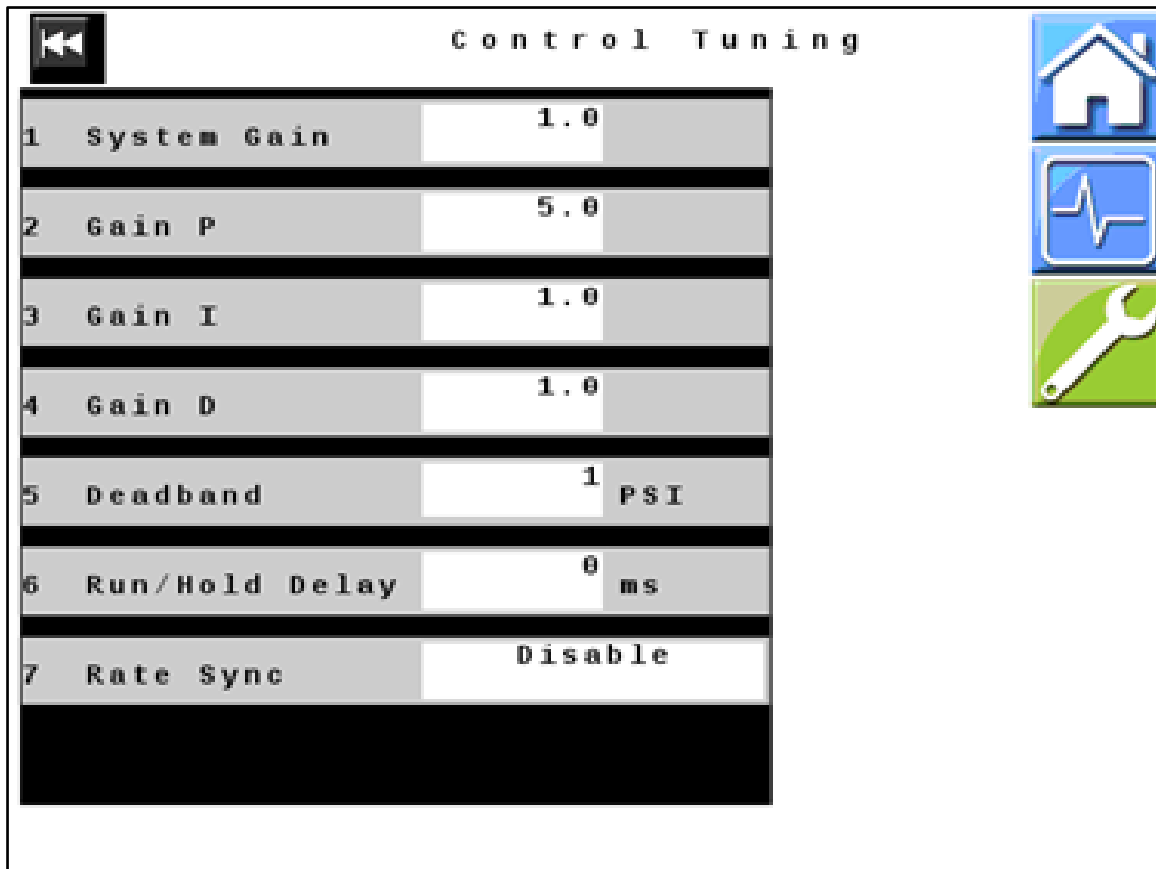 Control Tuning
1 System Gain 1.0
2 Gain P 5.0
3 Gain I 1.0
4 Gain D 1.0
5 Deadband 1 PSI
6 Run/Hold Delay 0 ms
7 Rate Sync Disable